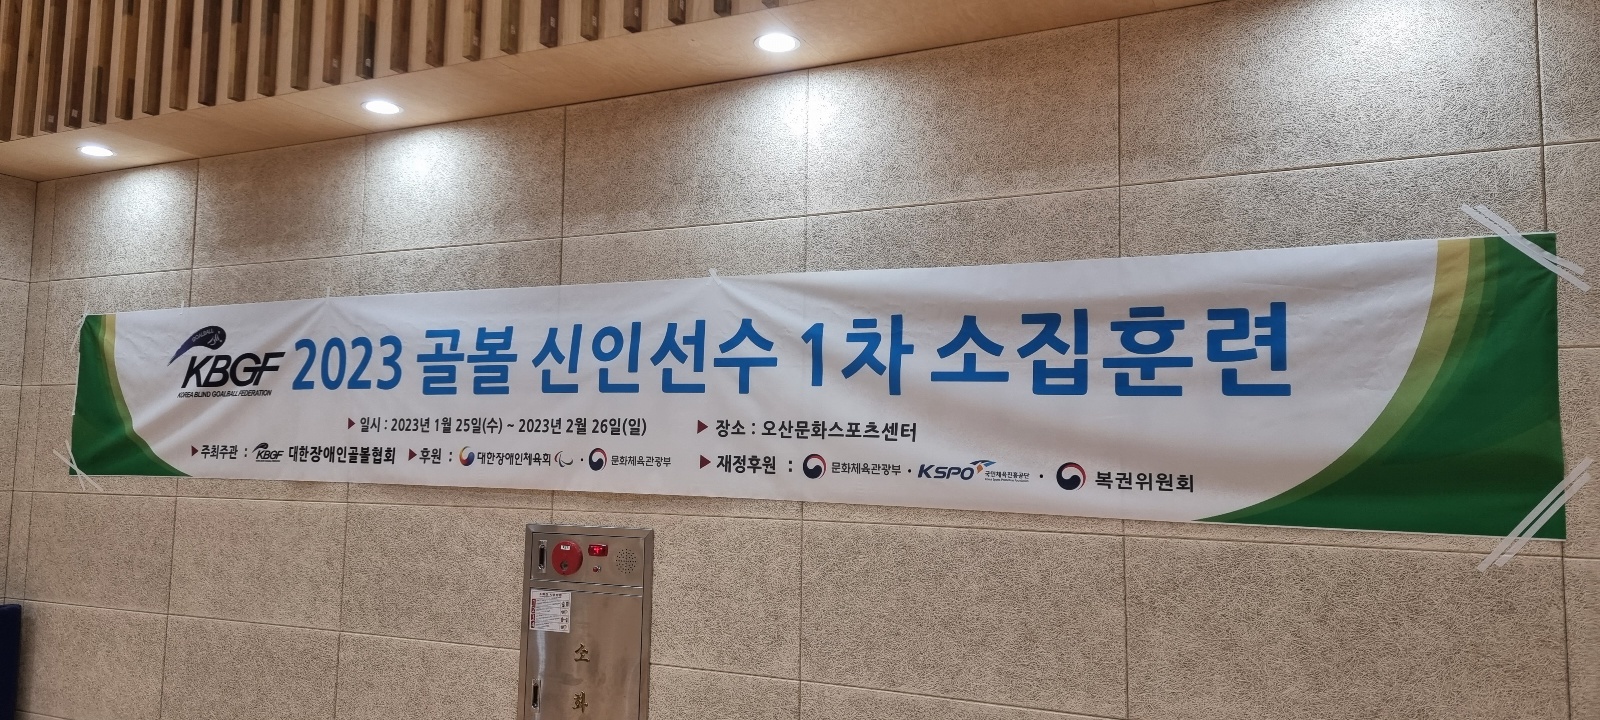 GOALBALL
KBGF
KOREA BLIND GOALBALL FEDERATION
2023 골볼 신인선수 1차 소집훈련
▶ 일시 : 2023년 1월 25일(수) ~ 2023년 2월 26일(일) ▶ 장소 : 오산문화스포츠센터
▶주최주관 : KBGF 대한장애인골볼협회 ▶후원 : 대한장애인체육회 · 문화체육관광부 ▶재정후원 : 문화체육관광부 · KSPO 국민체육진흥공단 · 복권위원회
소
화